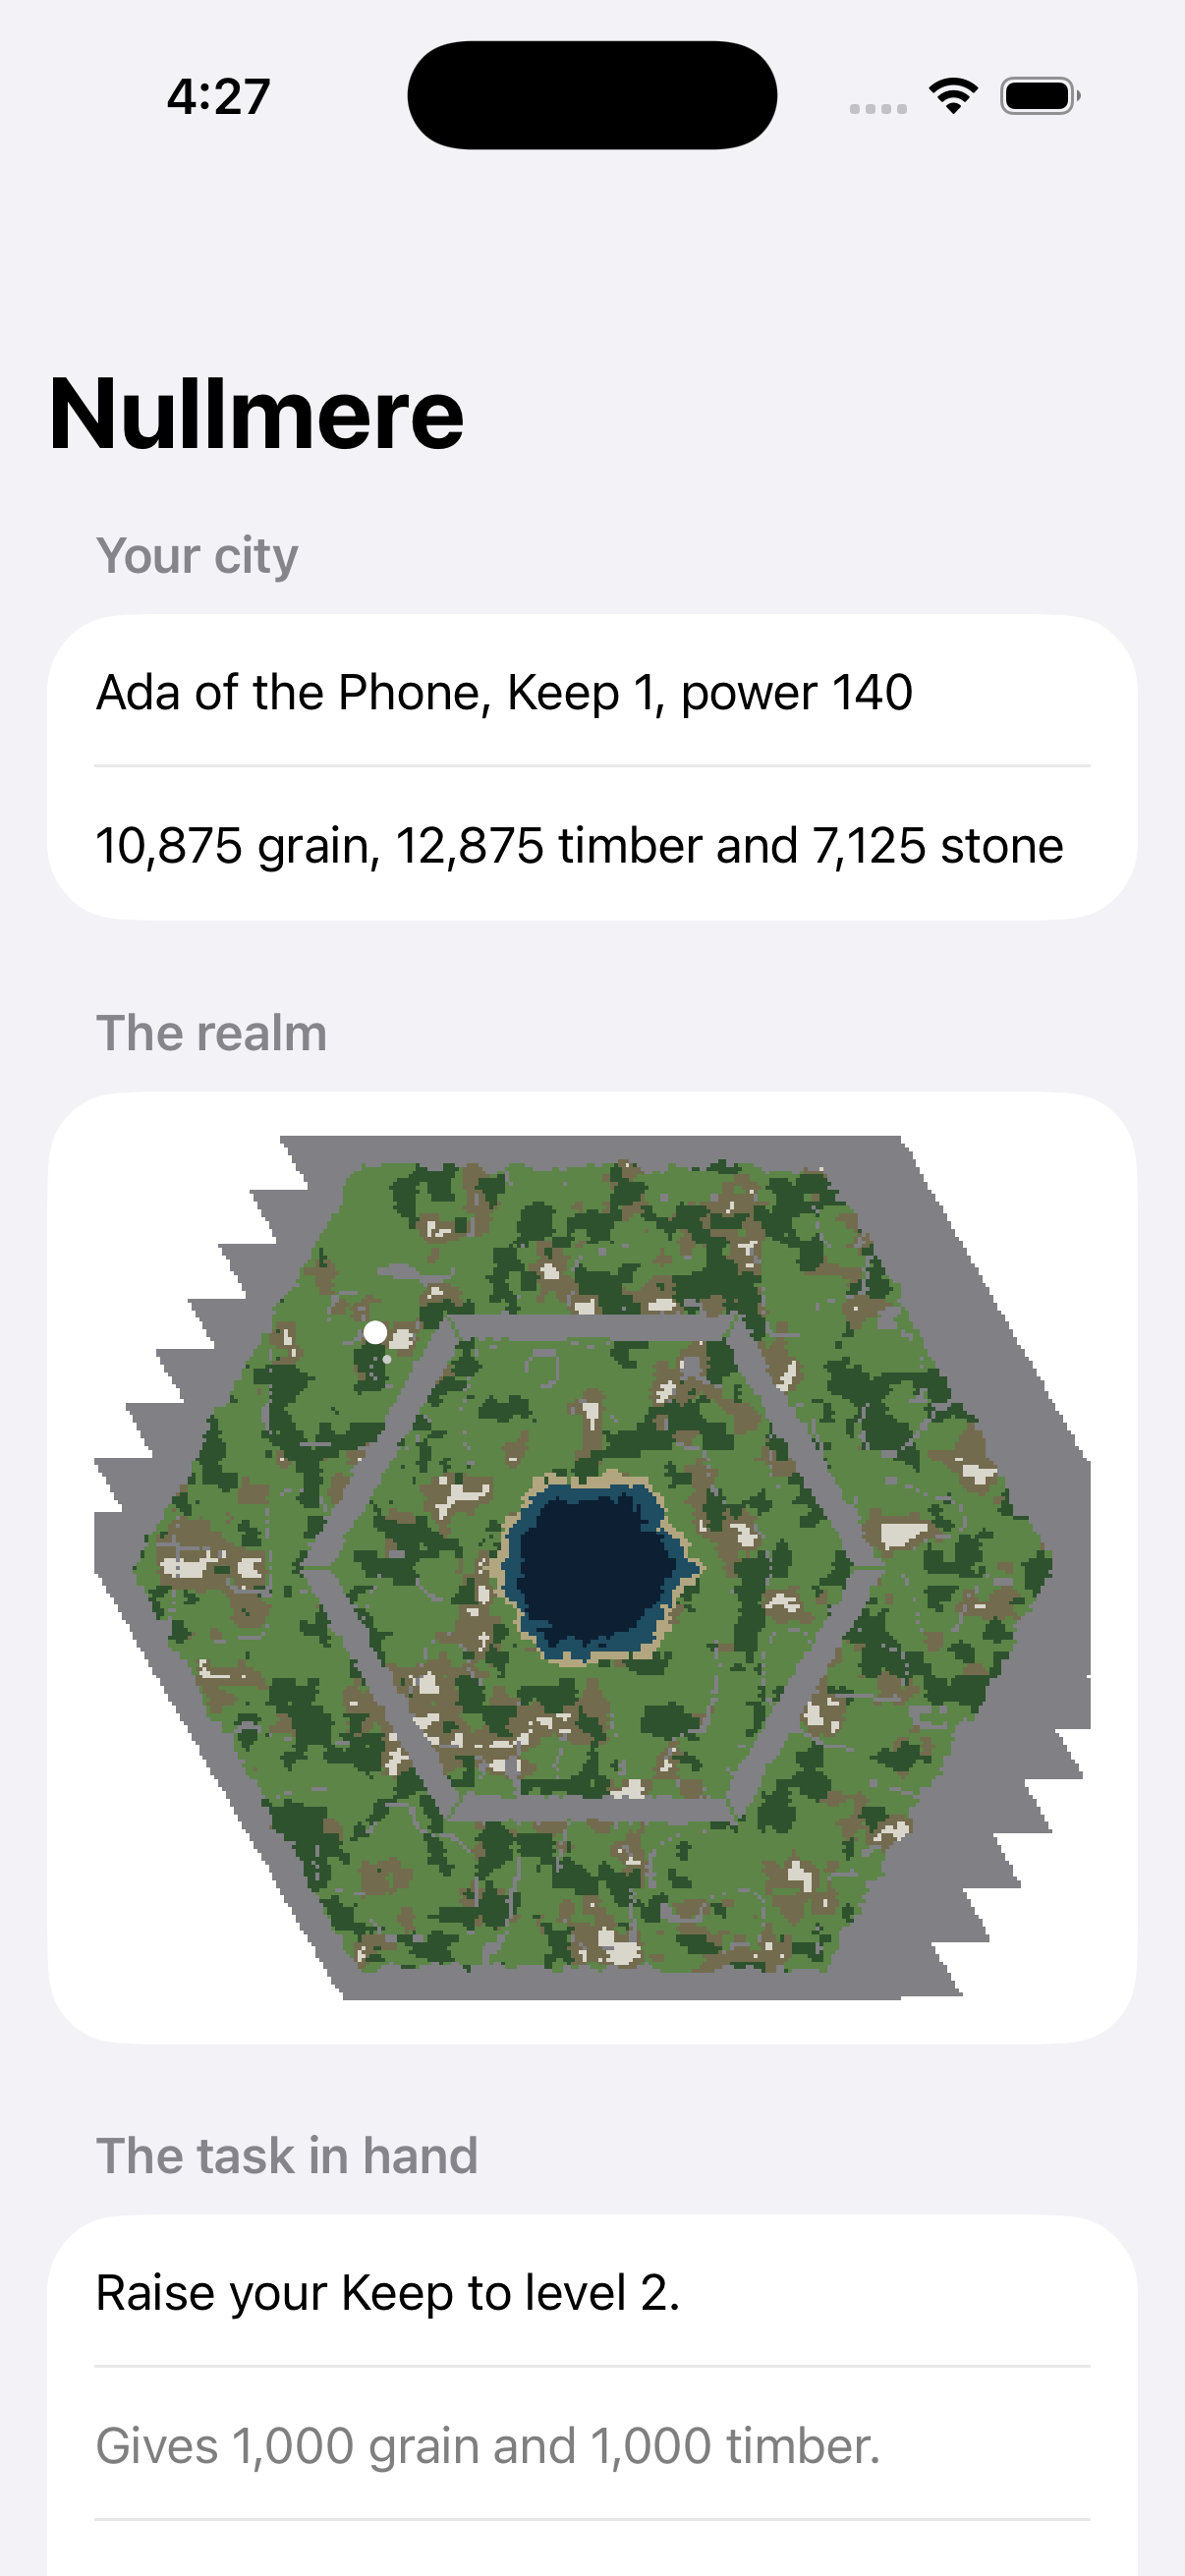 4:27
Nullmere
Your city
Ada of the Phone, Keep 1, power 140
10,875 grain, 12,875 timber and 7,125 stone
The realm
The task in hand
Raise your Keep to level 2.
Gives 1,000 grain and 1,000 timber.